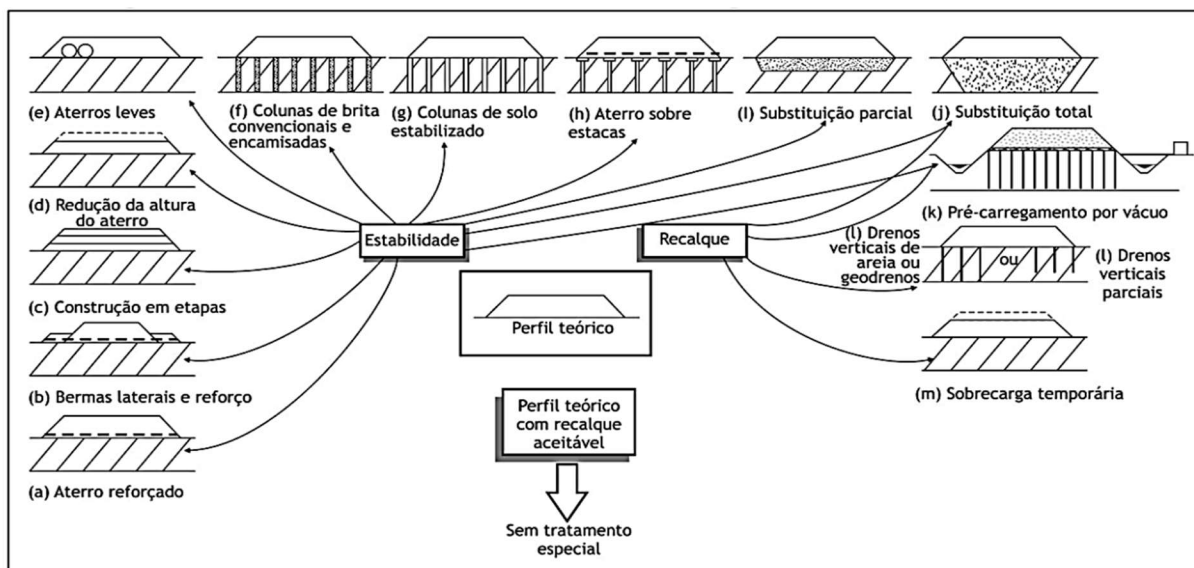 (e) Aterros leves
(f) Colunas de brita
convencionais e
encamisadas
(g) Colunas de solo
estabilizado
(h) Aterro sobre
estacas
(I) Substituição parcial
(j) Substituição total
(d) Redução da altura
do aterro
(k) Pré-carregamento por vácuo
Estabilidade
Recalque
(l) Drenos
verticais de
areia ou
geodrenos
ou
(l) Drenos
verticais
parciais
(c) Construção em etapas
Perfil teórico
(b) Bermas laterais e reforço
(m) Sobrecarga temporária
Perfil teórico
com recalque
aceitável
(a) Aterro reforçado
Sem tratamento
especial